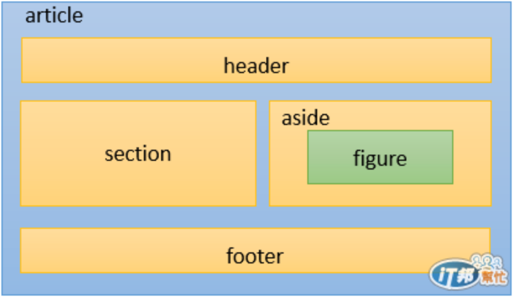 article
header
section
aside
figure
footer
iT邦幫忙